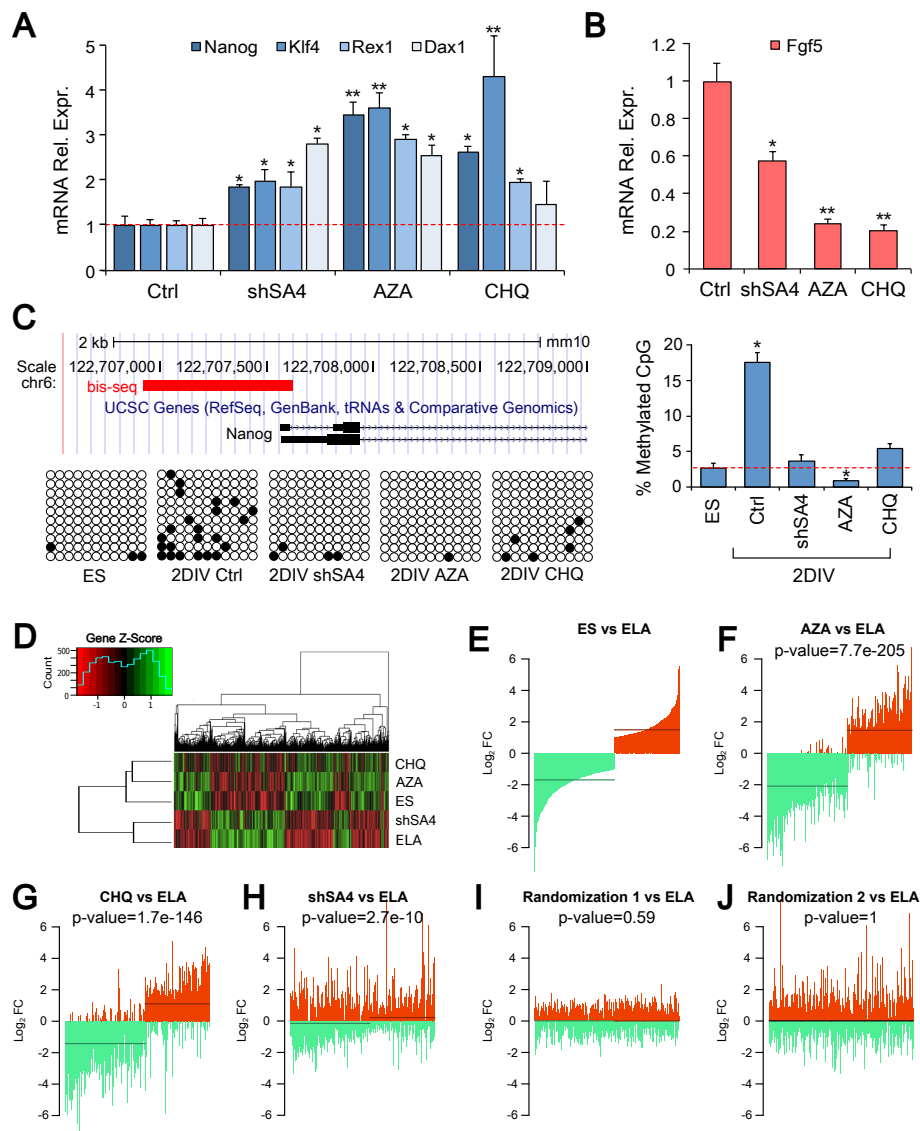 A
mRNA Rel. Expr.
5
4
3
2
1
0
Nanog Klf4 Rex1 Dax1
* * * *
** ** * *
* ** *
Ctrl shSA4 AZA CHQ
B
mRNA Rel. Expr.
1.2
1
0.8
0.6
0.4
0.2
0
Fgf5
* ** **
Ctrl shSA4 AZA CHQ
C
Scale 2 kb mm10
chr6: 122,707,000 122,707,500 122,708,000 122,708,500 122,709,000
bis-seq
UCSC Genes (RefSeq, GenBank, tRNAs & Comparative Genomics)
Nanog
ES 2DIV Ctrl 2DIV shSA4 2DIV AZA 2DIV CHQ
% Methylated CpG
20
15
10
5
0
* *
ES Ctrl shSA4 AZA CHQ
2DIV
D
Gene Z-Score
Count
500
200
0
-1 0 1
CHQ
AZA
ES
shSA4
ELA
E
ES vs ELA
Log2 FC
6
4
2
0
-2
-4
-6
F
AZA vs ELA
p-value=7.7e-205
Log2 FC
6
4
2
0
-2
-4
-6
G
CHQ vs ELA
p-value=1.7e-146
Log2 FC
6
4
2
0
-2
-4
-6
H
shSA4 vs ELA
p-value=2.7e-10
Log2 FC
6
4
2
0
-2
-4
-6
I
Randomization 1 vs ELA
p-value=0.59
Log2 FC
6
4
2
0
-2
-4
-6
J
Randomization 2 vs ELA
p-value=1
Log2 FC
6
4
2
0
-2
-4
-6